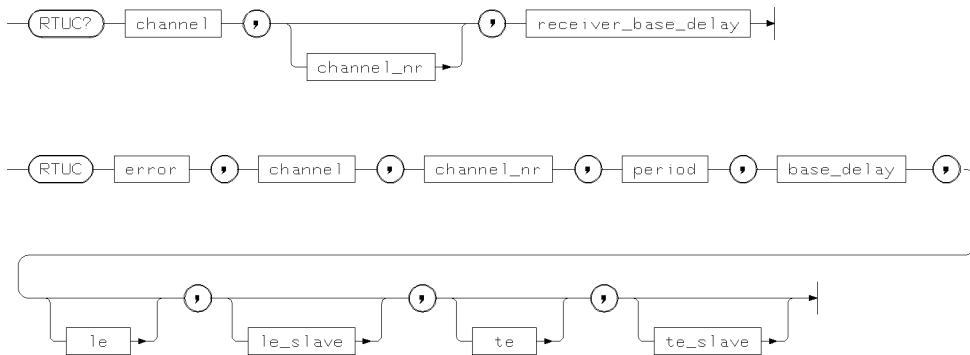 RTUC? channel , , receiver_base_delay
channel_nr
RTUC error , channel , channel_nr , period , base_delay ,
, , ,
le le_slave te te_slave